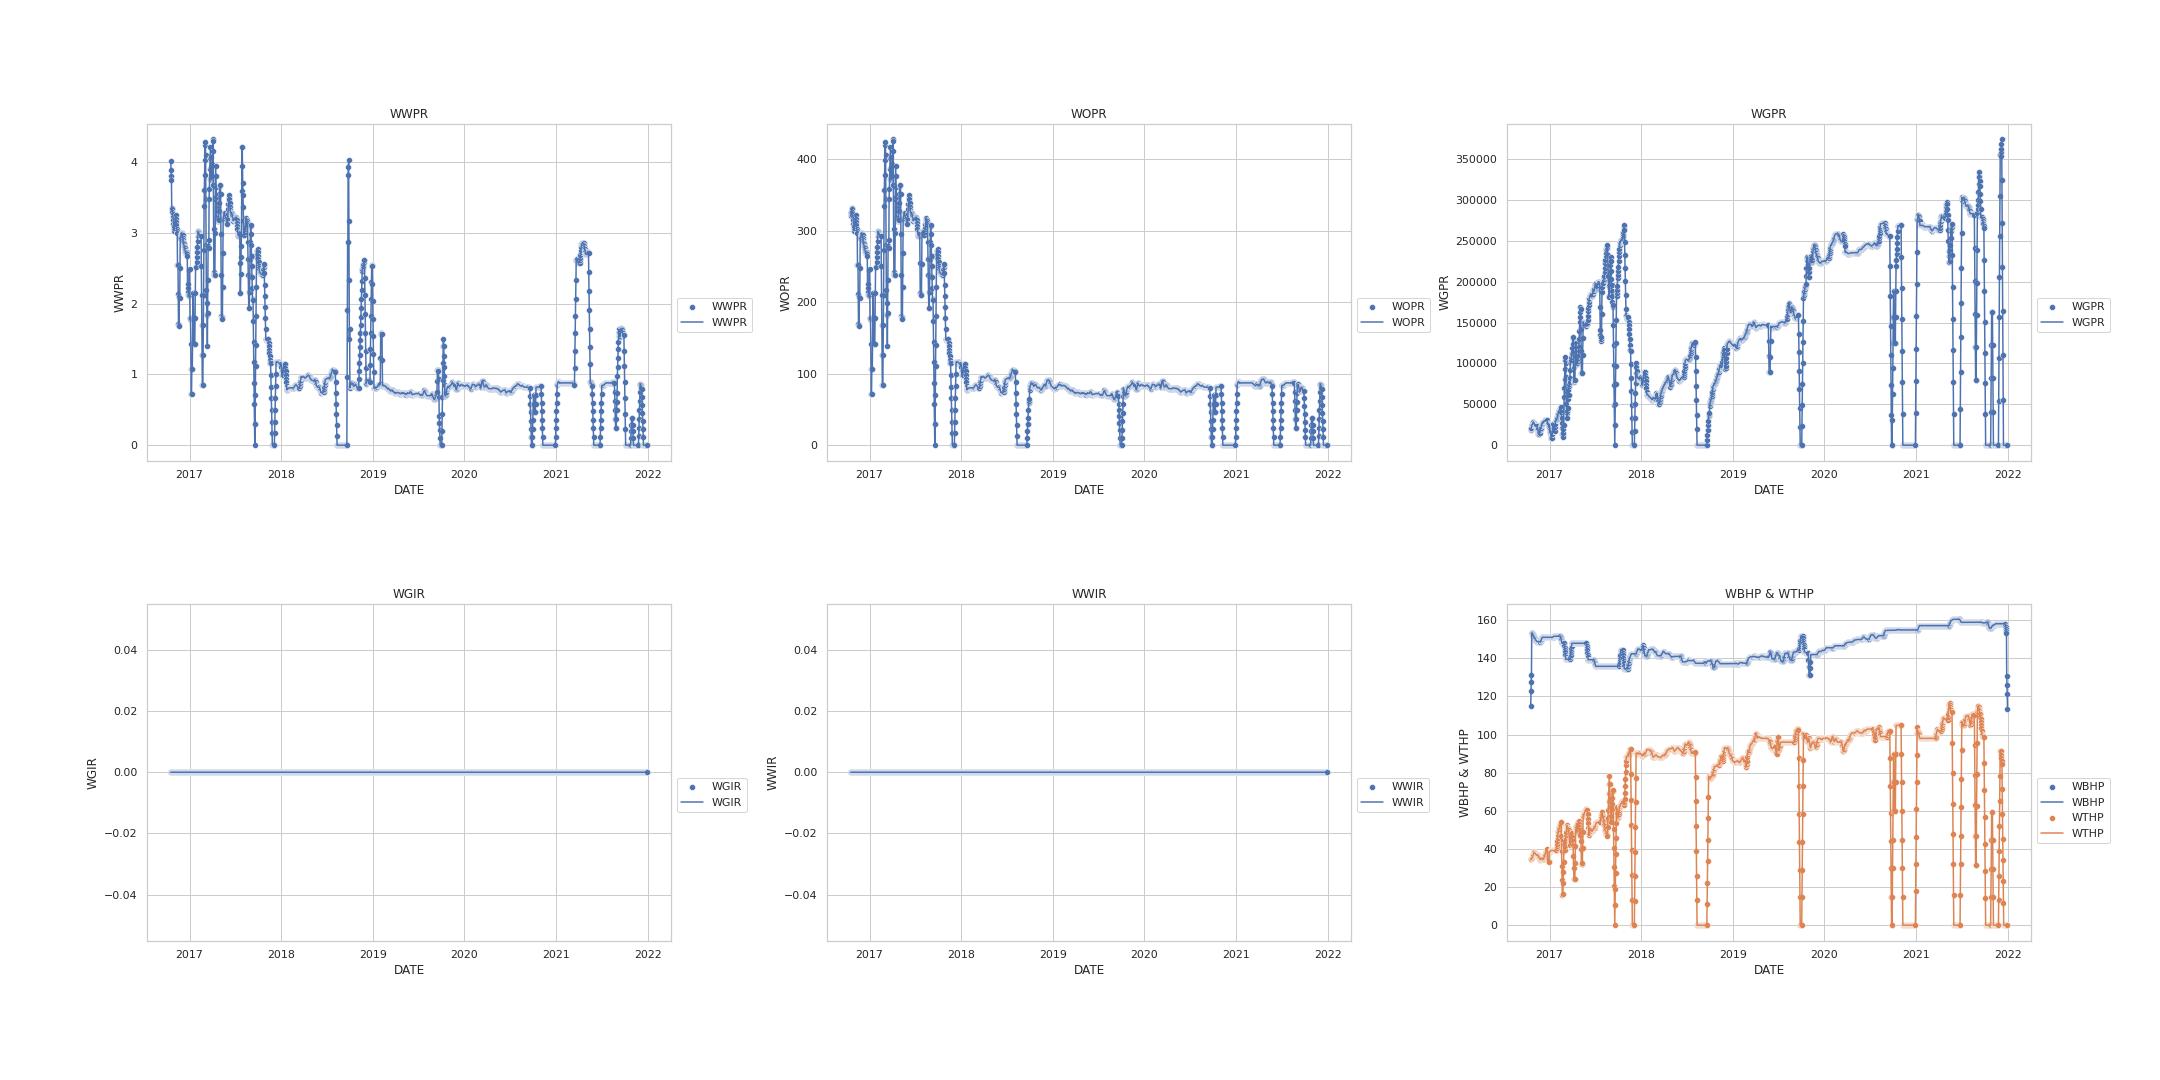 WWPR
WWPR
4
3
2
1
0
2017 2018 2019 2020 2021 2022
DATE
WWPR
WWPR
WOPR
WOPR
400
300
200
100
0
2017 2018 2019 2020 2021 2022
DATE
WOPR
WOPR
WGPR
WGPR
350000
300000
250000
200000
150000
100000
50000
0
2017 2018 2019 2020 2021 2022
DATE
WGPR
WGPR
WGIR
WGIR
0.04
0.02
0.00
−0.02
−0.04
2017 2018 2019 2020 2021 2022
DATE
WGIR
WGIR
WWIR
WWIR
0.04
0.02
0.00
−0.02
−0.04
2017 2018 2019 2020 2021 2022
DATE
WWIR
WWIR
WBHP & WTHP
WBHP & WTHP
160
140
120
100
80
60
40
20
0
2017 2018 2019 2020 2021 2022
DATE
WBHP
WBHP
WTHP
WTHP